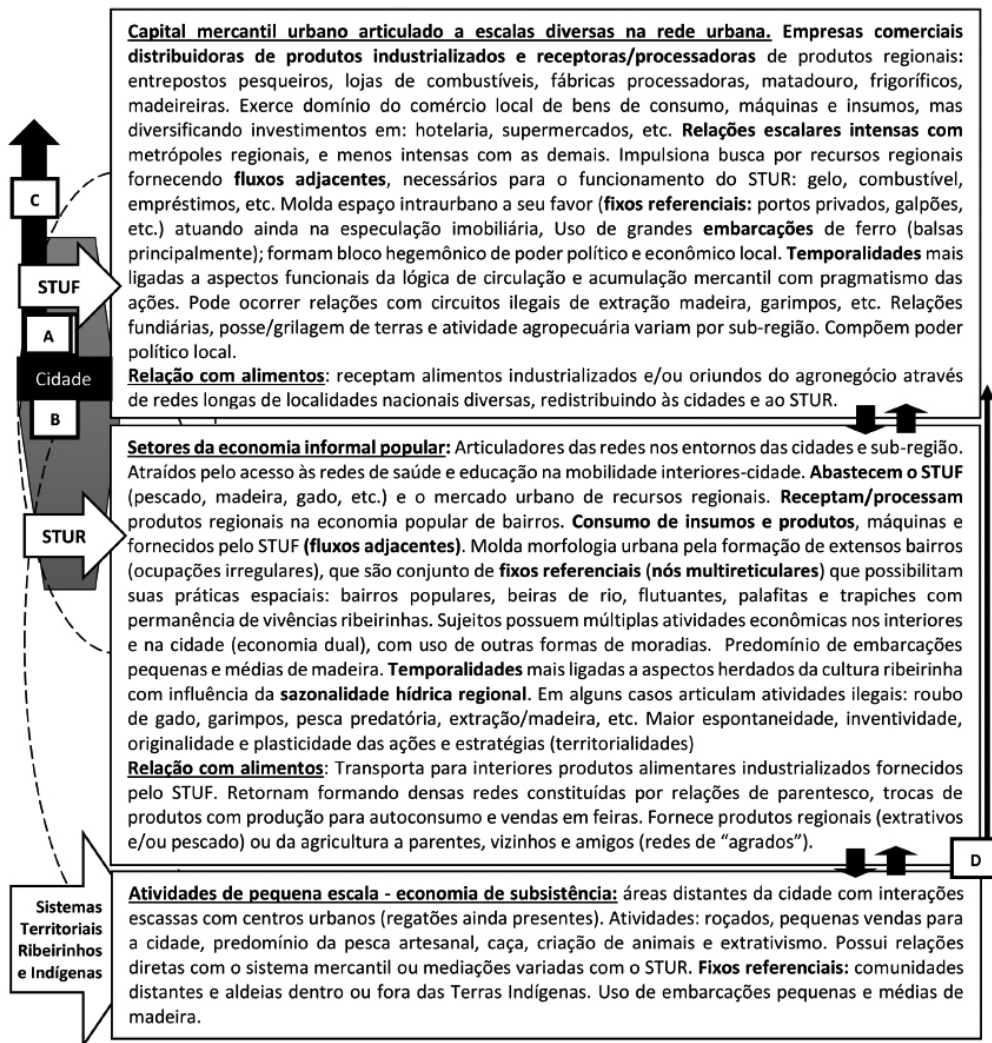 Capital mercantil urbano articulado a escalas diversas na rede urbana. Empresas comerciais
distribuidoras de produtos industrializados e receptoras/processadoras de produtos regionais:
entrepostos pesqueiros, lojas de combustíveis, fábricas processadoras, matadouro, frigoríficos,
madeireiras. Exerce domínio do comércio local de bens de consumo, máquinas e insumos, mas
diversificando investimentos em: hotelaria, supermercados, etc. Relações escalares intensas com
metrópoles regionais, e menos intensas com as demais. Impulsiona busca por recursos regionais
fornecendo fluxos adjacentes, necessários para o funcionamento do STUR: gelo, combustível,
empréstimos, etc. Molda espaço intraurbano a seu favor (fixos referenciais: portos privados, galpões,
etc.) atuando ainda na especulação imobiliária, Uso de grandes embarcações de ferro (balsas
principalmente); formam bloco hegemônico de poder político e econômico local. Temporalidades mais
ligadas a aspectos funcionais da lógica de circulação e acumulação mercantil com pragmatismo das
ações. Pode ocorrer relações com circuitos ilegais de extração madeira, garimpos, etc. Relações
fundiárias, posse/grilagem de terras e atividade agropecuária variam por sub-região. Compõem poder
político local.
Relação com alimentos: receptam alimentos industrializados e/ou oriundos do agronegócio através
de redes longas de localidades nacionais diversas, redistribuindo às cidades e ao STUR.
C
STUF
A
Cidade
B
STUR
Setores da economia informal popular: Articuladores das redes nos entornos das cidades e sub-região.
Atraídos pelo acesso às redes de saúde e educação na mobilidade interiores-cidade. Abastecem o STUF
(pescado, madeira, gado, etc.) e o mercado urbano de recursos regionais. Receptam/processam
produtos regionais na economia popular de bairros. Consumo de insumos e produtos, máquinas e
fornecidos pelo STUF (fluxos adjacentes). Molda morfologia urbana pela formação de extensos bairros
(ocupações irregulares), que são conjunto de fixos referenciais (nós multireticulares) que possibilitam
suas práticas espaciais: bairros populares, beiras de rio, flutuantes, palafitas e trapiches com
permanência de vivências ribeirinhas. Sujeitos possuem múltiplas atividades econômicas nos interiores
e na cidade (economia dual), com uso de outras formas de moradias. Predomínio de embarcações
pequenas e médias de madeira. Temporalidades mais ligadas a aspectos herdados da cultura ribeirinha
com influência da sazonalidade hídrica regional. Em alguns casos articulam atividades ilegais: roubo
de gado, garimpos, pesca predatória, extração/madeira, etc. Maior espontaneidade, inventividade,
originalidade e plasticidade das ações e estratégias (territorialidades)
Relação com alimentos: Transporta para interiores produtos alimentares industrializados fornecidos
pelo STUF. Retornam formando densas redes constituídas por relações de parentesco, trocas de
produtos com produção para autoconsumo e vendas em feiras. Fornece produtos regionais (extrativos
e/ou pescado) ou da agricultura a parentes, vizinhos e amigos (redes de “agrados”).
D
Sistemas
Territoriais
Ribeirinhos
e Indígenas
Atividades de pequena escala - economia de subsistência: áreas distantes da cidade com interações
escassas com centros urbanos (regatões ainda presentes). Atividades: roçados, pequenas vendas para
a cidade, predomínio da pesca artesanal, caça, criação de animais e extrativismo. Possui relações
diretas com o sistema mercantil ou mediações variadas com o STUR. Fixos referenciais: comunidades
distantes e aldeias dentro ou fora das Terras Indígenas. Uso de embarcações pequenas e médias de
madeira.